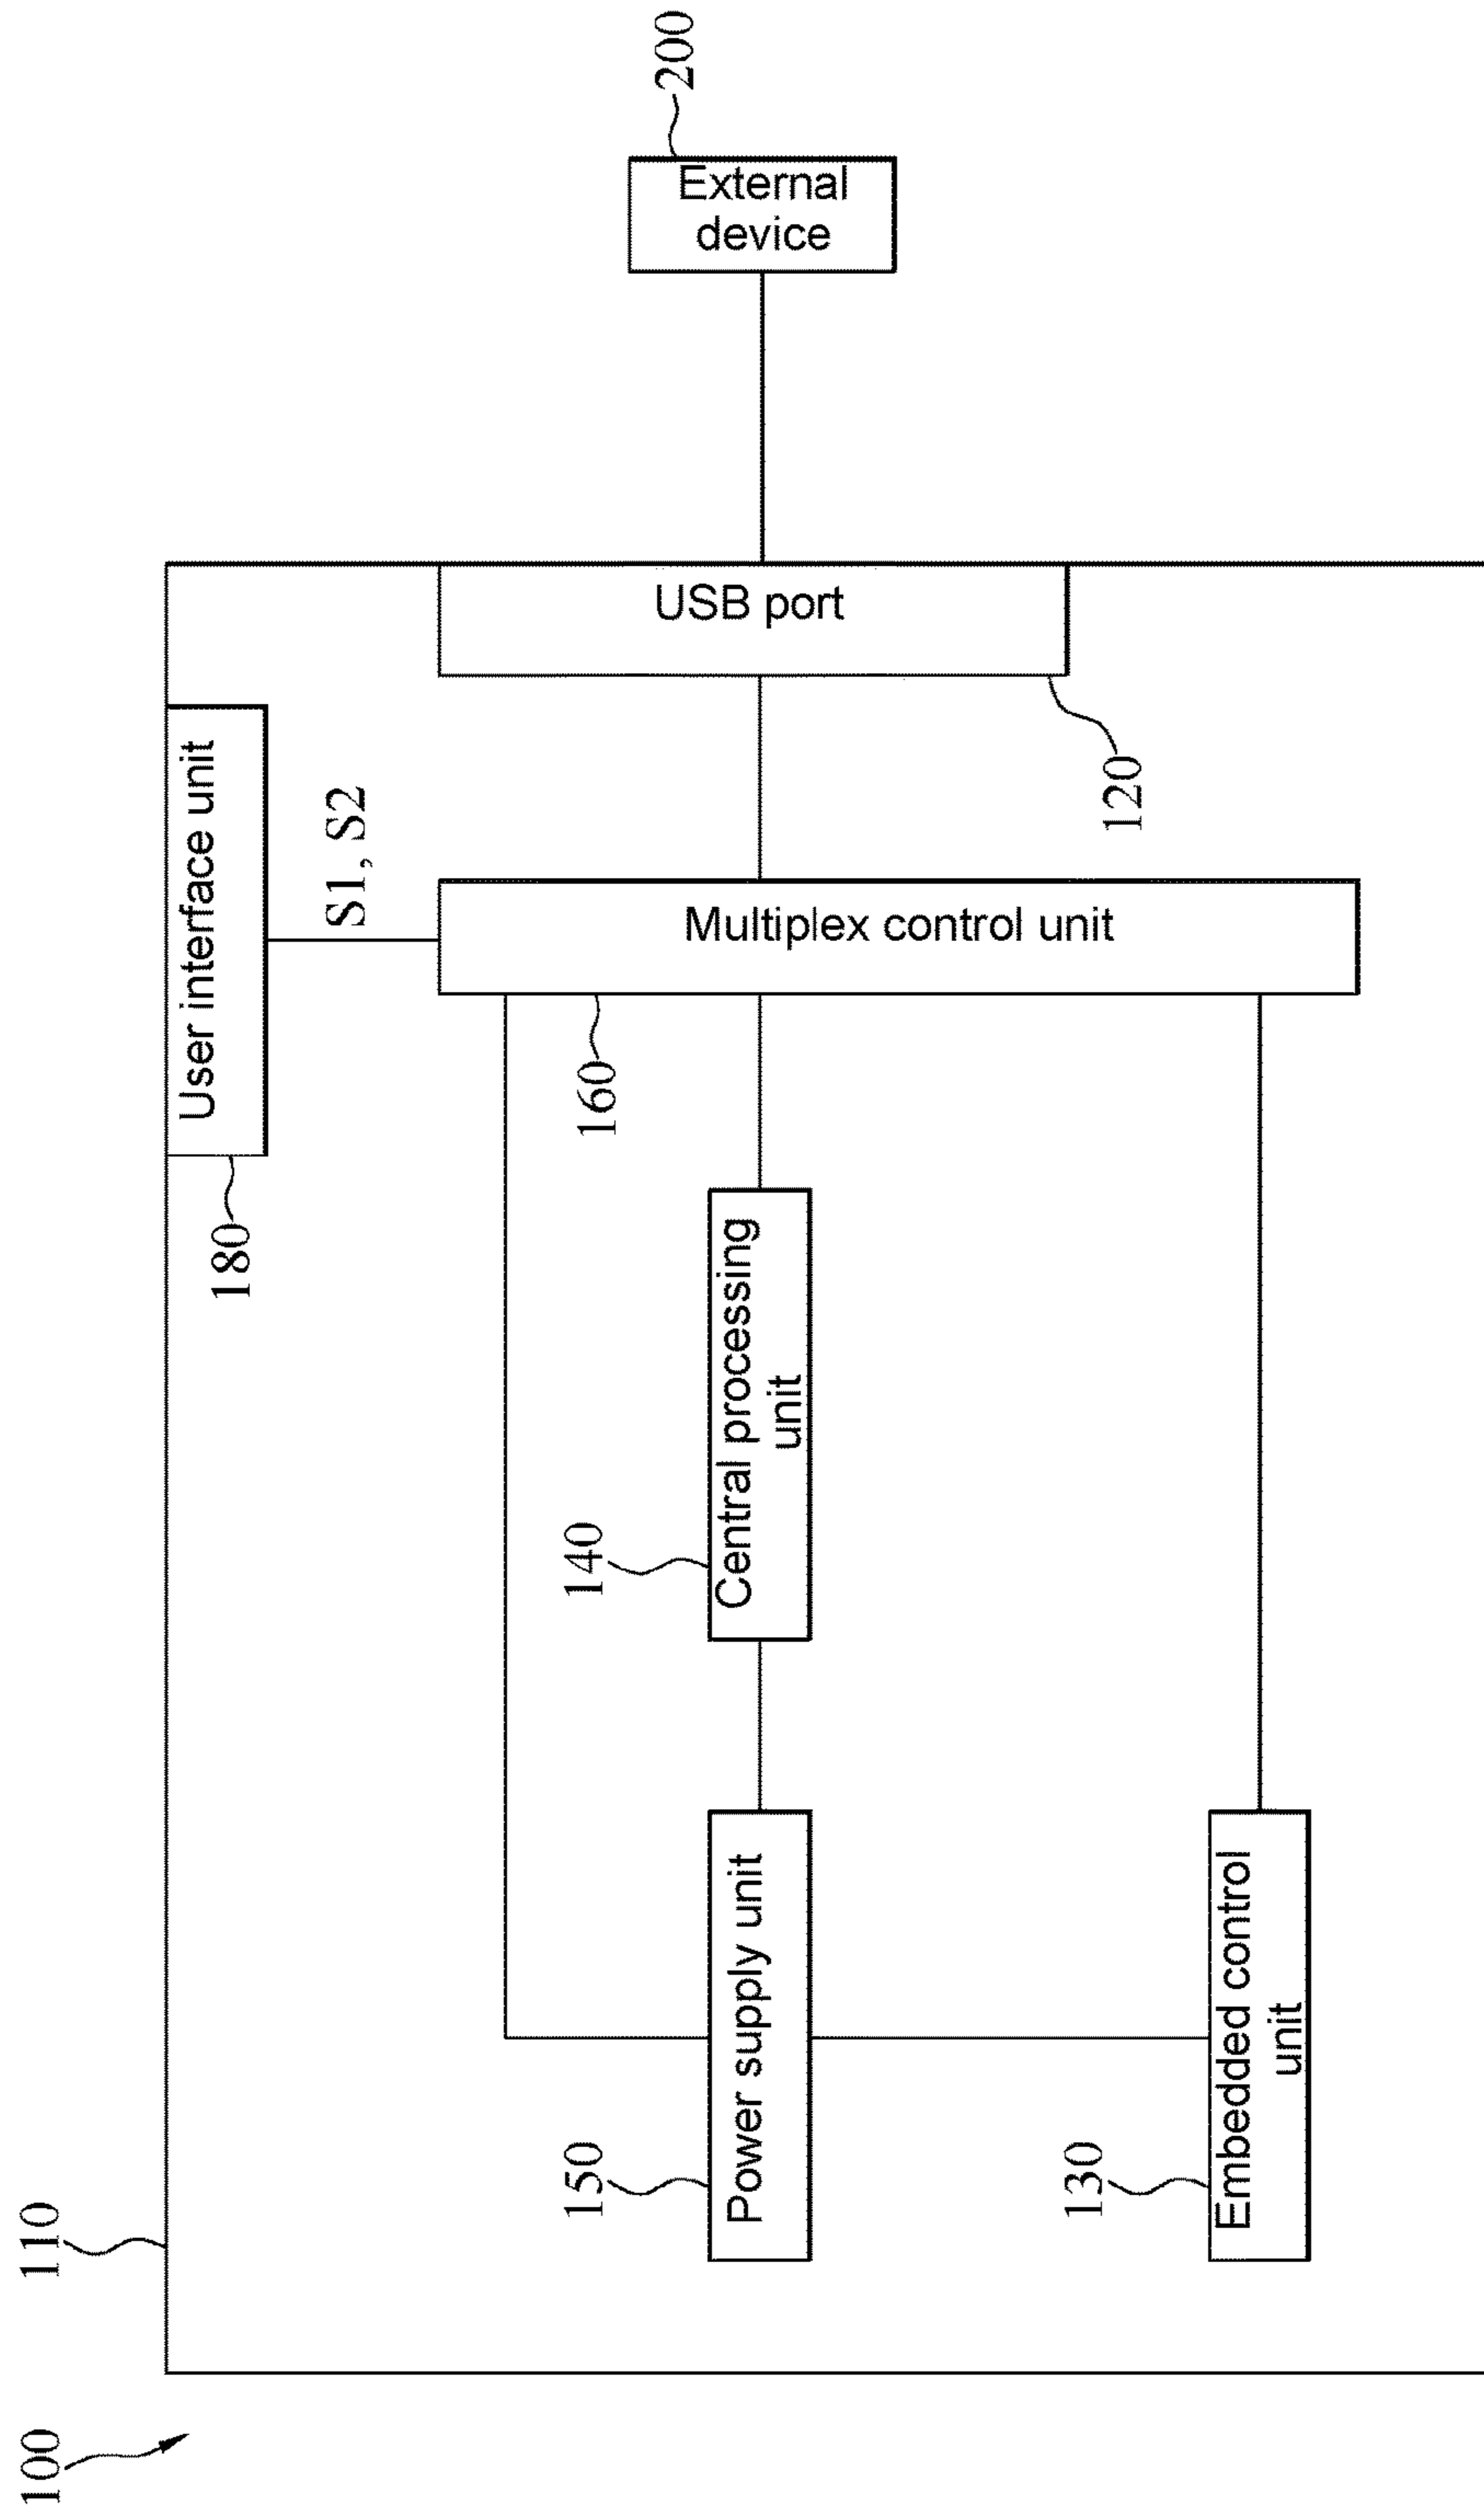 100
110
180
User interface unit
S1, S2
150
Power supply unit
140
Central processing
unit
160
Multiplex control unit
USB port
120
External
device
200
130
Embedded control
unit